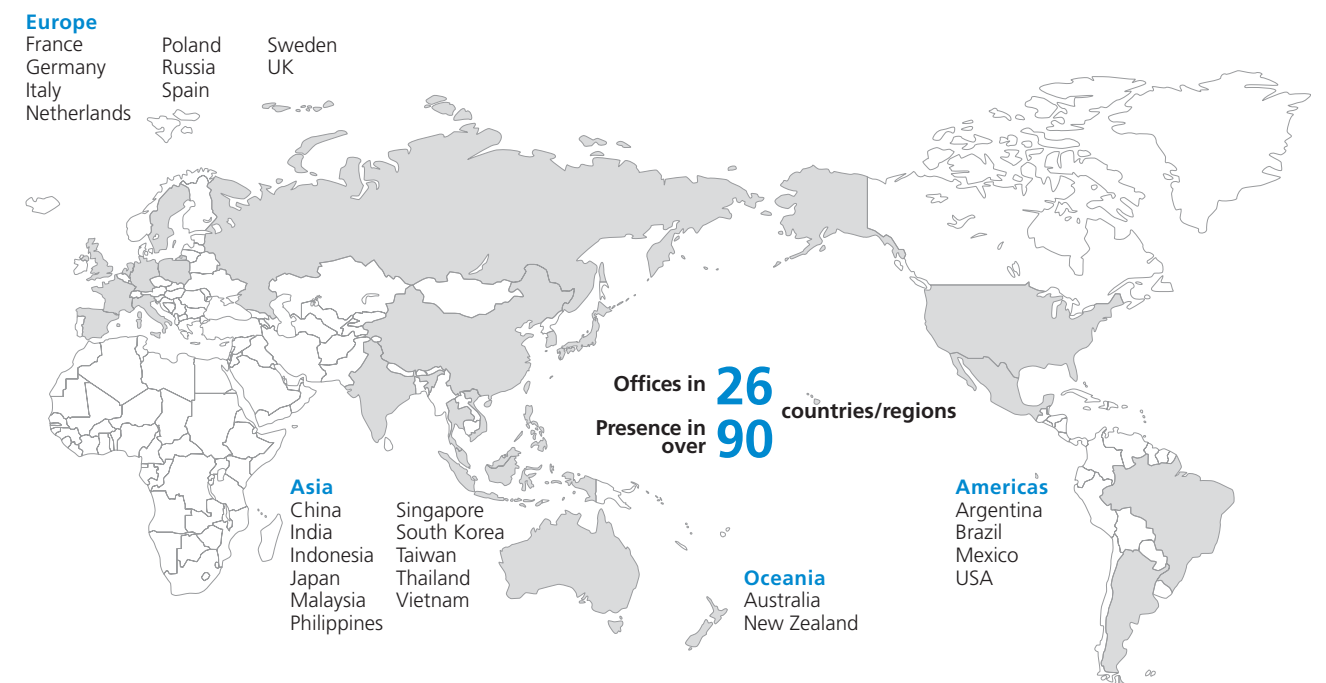 Europe
France
Germany
Italy
Netherlands
Poland
Russia
Spain
Sweden
UK
Offices in 26
Presence in over 90
countries/regions
Asia
China
India
Indonesia
Japan
Malaysia
Philippines
Singapore
South Korea
Taiwan
Thailand
Vietnam
Oceania
Australia
New Zealand
Americas
Argentina
Brazil
Mexico
USA